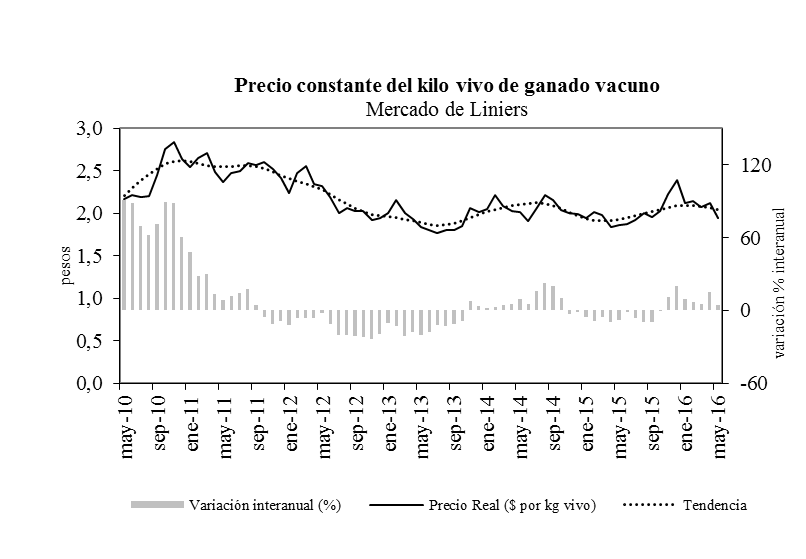 Precio constante del kilo vivo de ganado vacuno
Mercado de Liniers
3,0
2,5
2,0
1,5
1,0
0,5
0,0
pesos
120
60
0
-60
variación % interanual
may-10
sep-10
ene-11
may-11
sep-11
ene-12
may-12
sep-12
ene-13
may-13
sep-13
ene-14
may-14
sep-14
ene-15
may-15
sep-15
ene-16
may-16
Variación interanual (%) Precio Real ($ por kg vivo) Tendencia